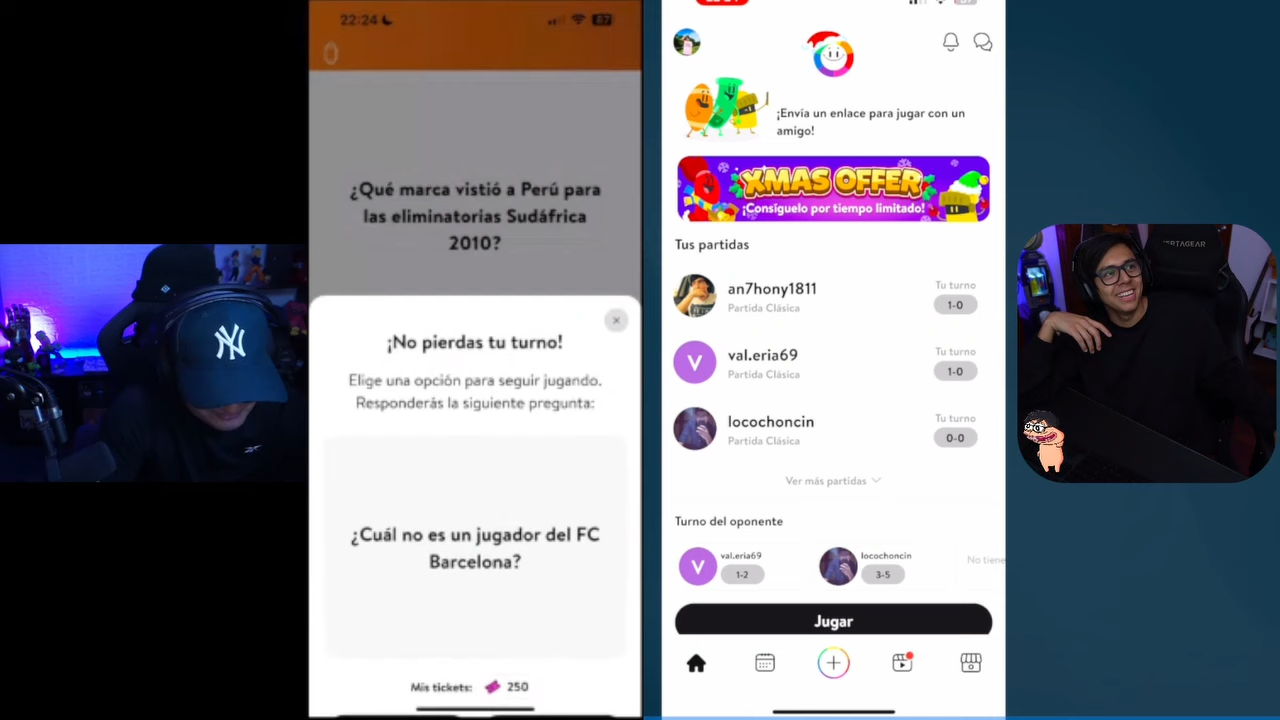 22:24
67
¿Qué marca vistió a Perú para
las eliminatorias Sudáfrica
2010?
¡No pierdas tu turno!
Elige una opción para seguir jugando.
Responderás la siguiente pregunta:
¿Cuál no es un jugador del FC
Barcelona?
Mis tickets: 250
¡Envía un enlace para jugar con un
amigo!
XMAS OFFER
¡Consíguelo por tiempo limitado!
Tus partidas
an7hony1811
Partida Clásica
Tu turno
1-0
V
val.eria69
Partida Clásica
Tu turno
1-0
locochoncin
Partida Clásica
Tu turno
0-0
Ver más partidas
Turno del oponente
V
val.eria69
1-2
locochoncin
3-5
No tiene
Jugar
NY
ERTAGEAR